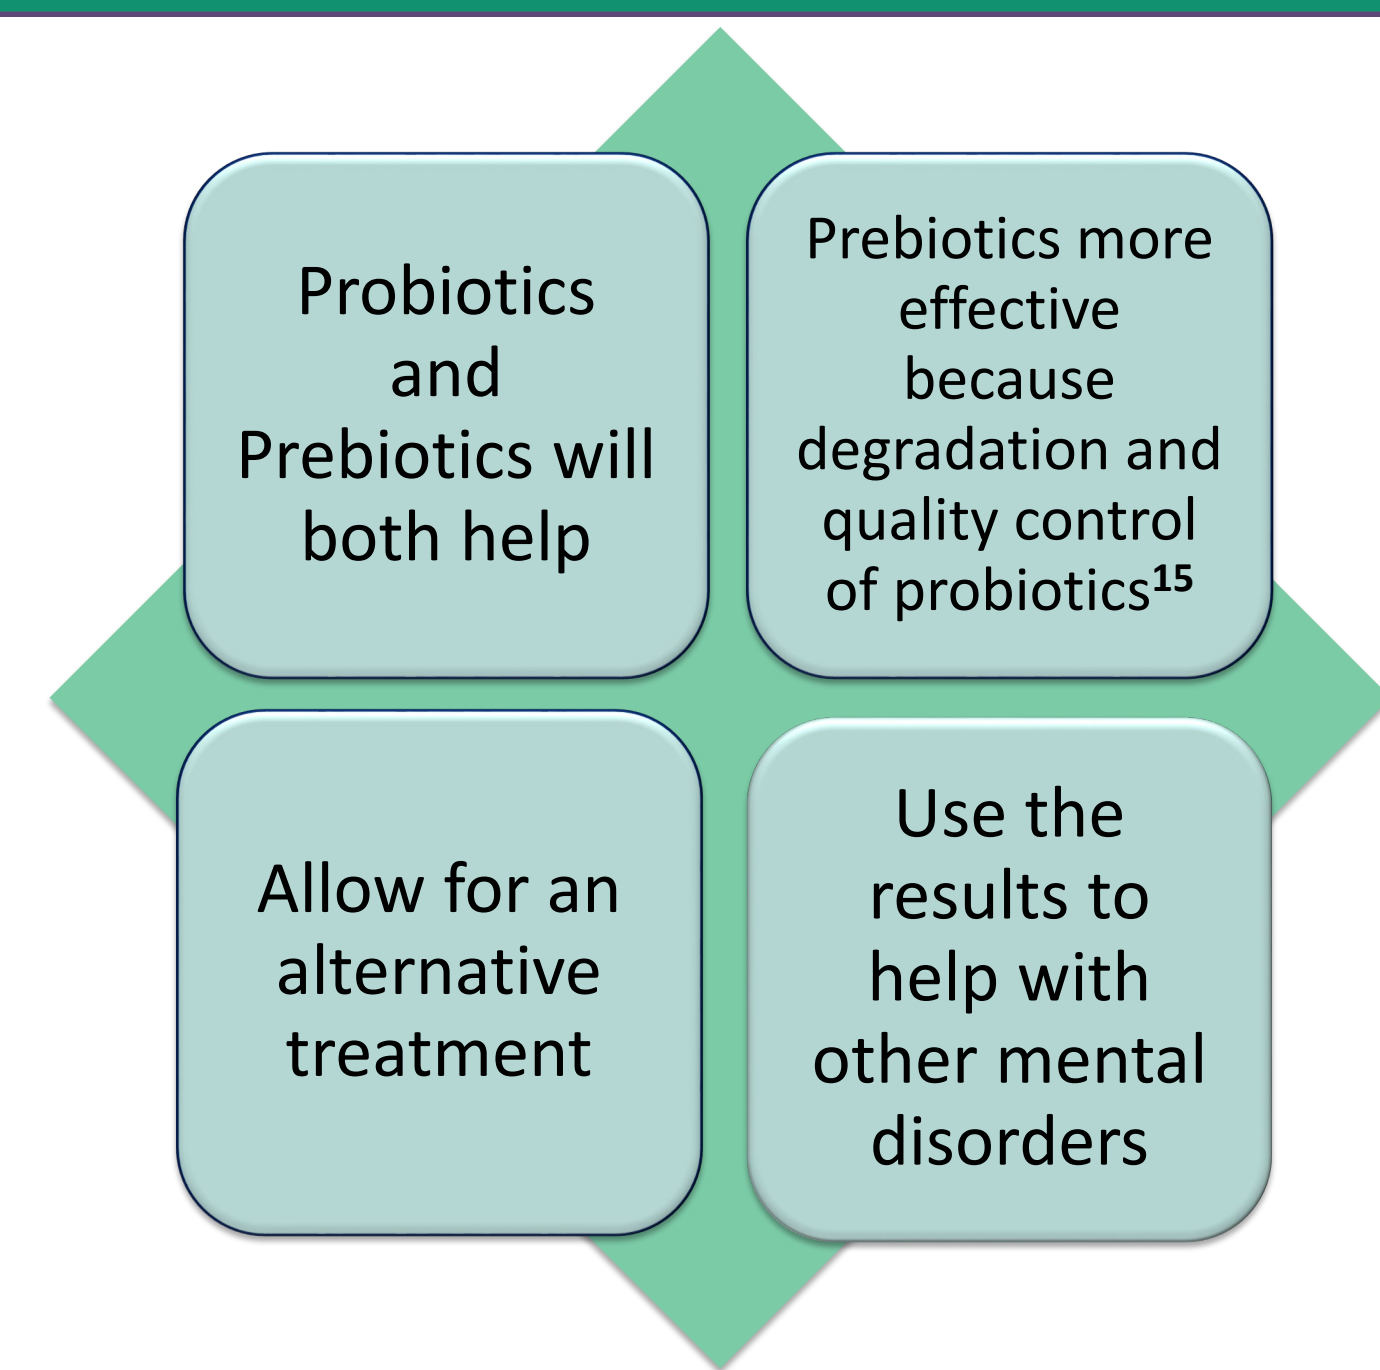 Probiotics
and
Prebiotics will
both help
Prebiotics more
effective
because
degradation and
quality control
of probiotics¹⁵
Allow for an
alternative
treatment
Use the
results to
help with
other mental
disorders